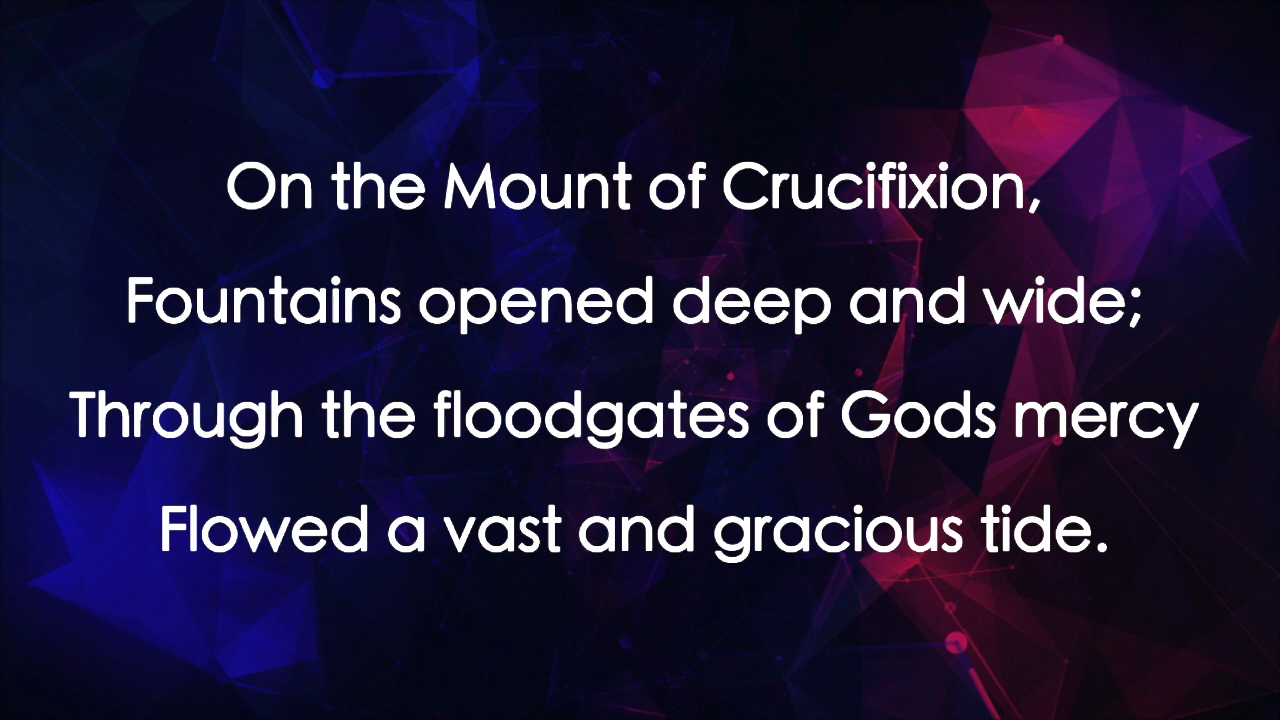 On the Mount of Crucifixion,
Fountains opened deep and wide;
Through the floodgates of Gods mercy
Flowed a vast and gracious tide.